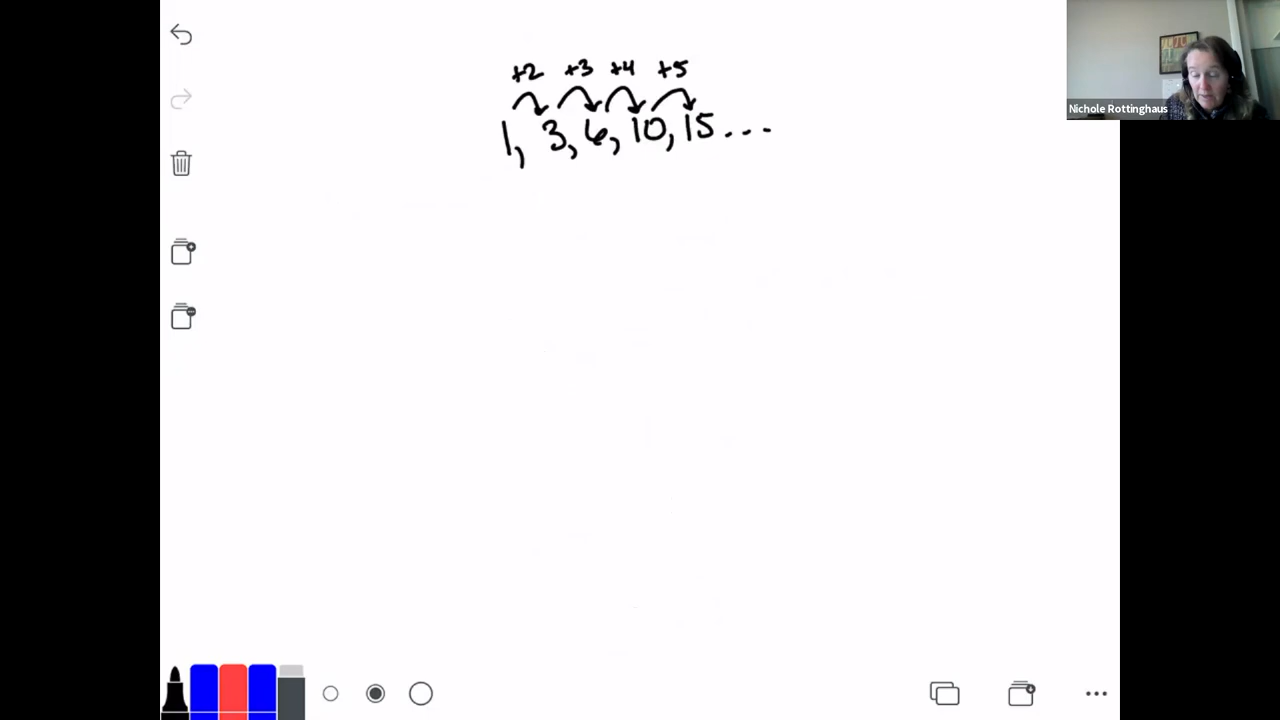 +2 +3 +4 +5
1, 3, 6, 10, 15...
Nichole Rottinghaus